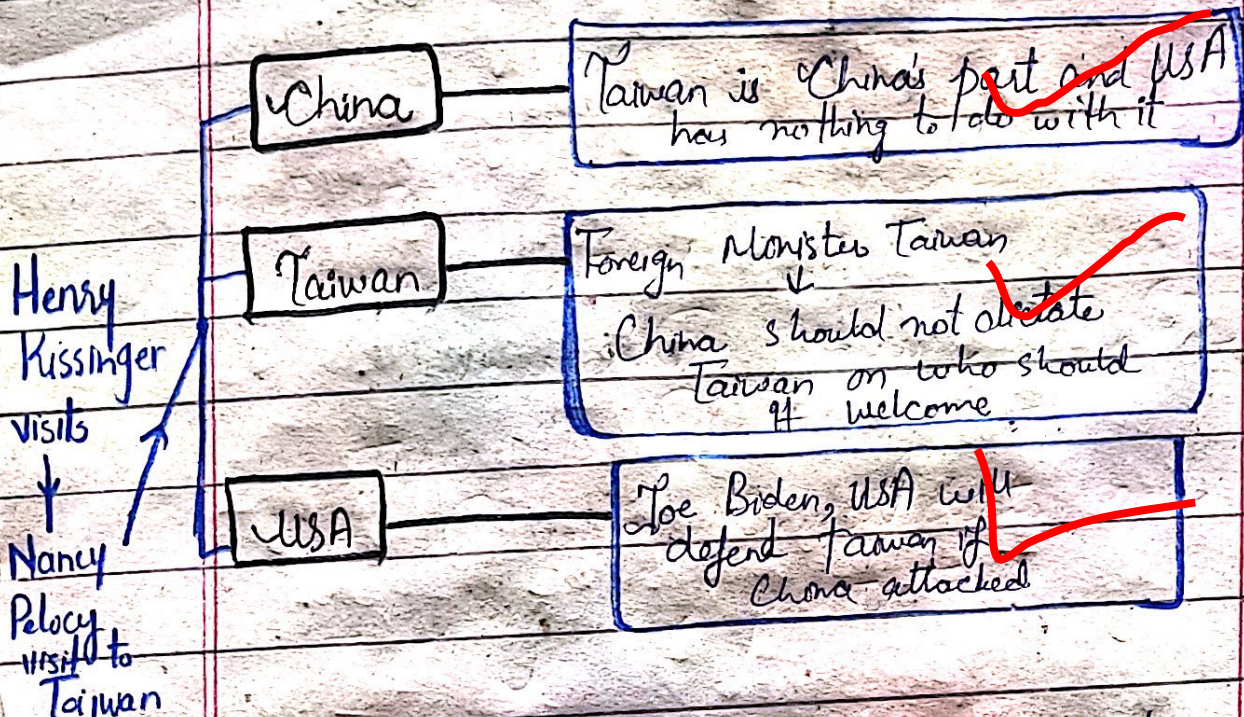 China
Taiwan is China's part and USA
has nothing to do with it
Taiwan
Foreign Monister Taiwan
↓
China should not dictate
Taiwan on who should
it welcome
USA
Joe Biden, USA will
defend Taiwan if
China attacked
Henry
Kissinger
visits
↓
Nancy
Pelocy
visit to
Taiwan